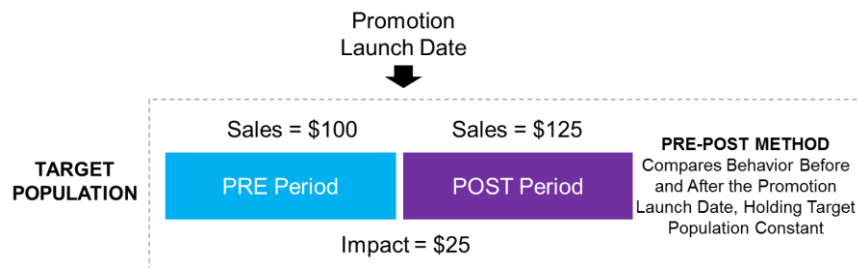 Promotion
Launch Date
Sales = $100
Sales = $125
TARGET
POPULATION
PRE Period
POST Period
PRE-POST METHOD
Compares Behavior Before
and After the Promotion
Launch Date, Holding Target
Population Constant
Impact = $25